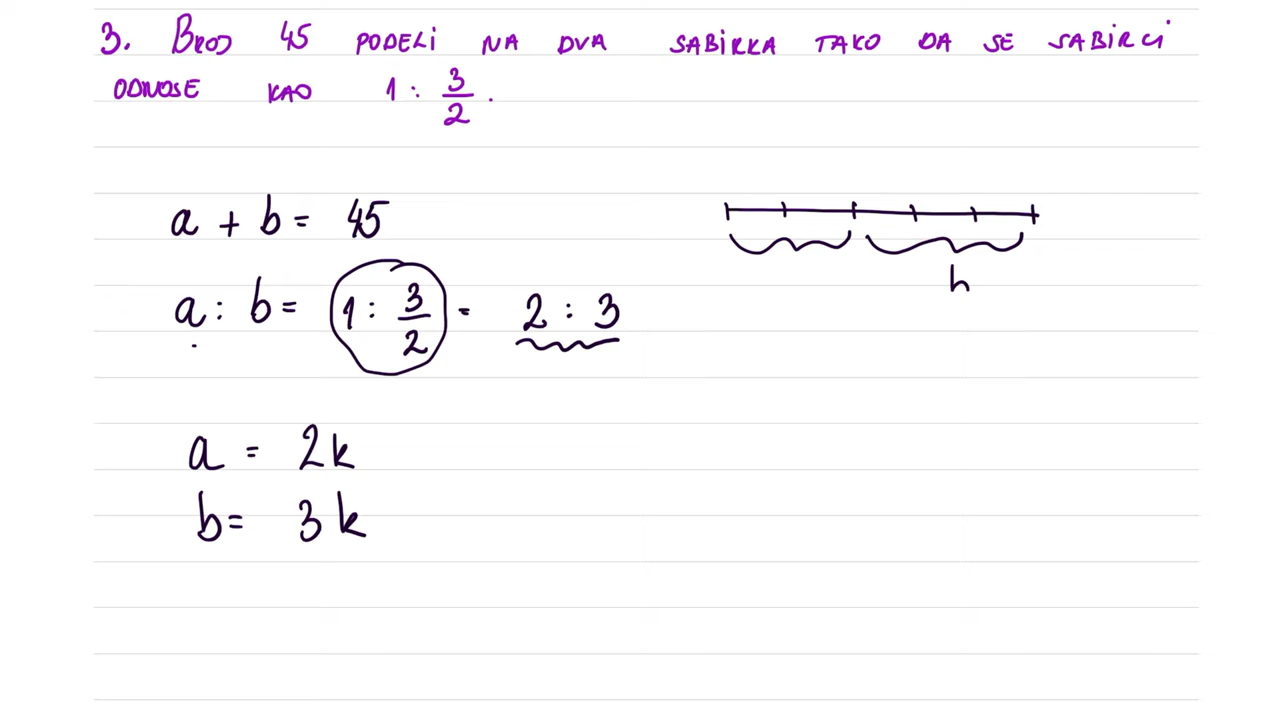 3. BROJ 45 PODELI NA DVA SABIRKA TAKO DA SE SABIRCI
ODNOSE KAO 1 : 3/2 .
a + b = 45
a : b = 1 : 3/2 = 2 : 3
h
a = 2k
b = 3k